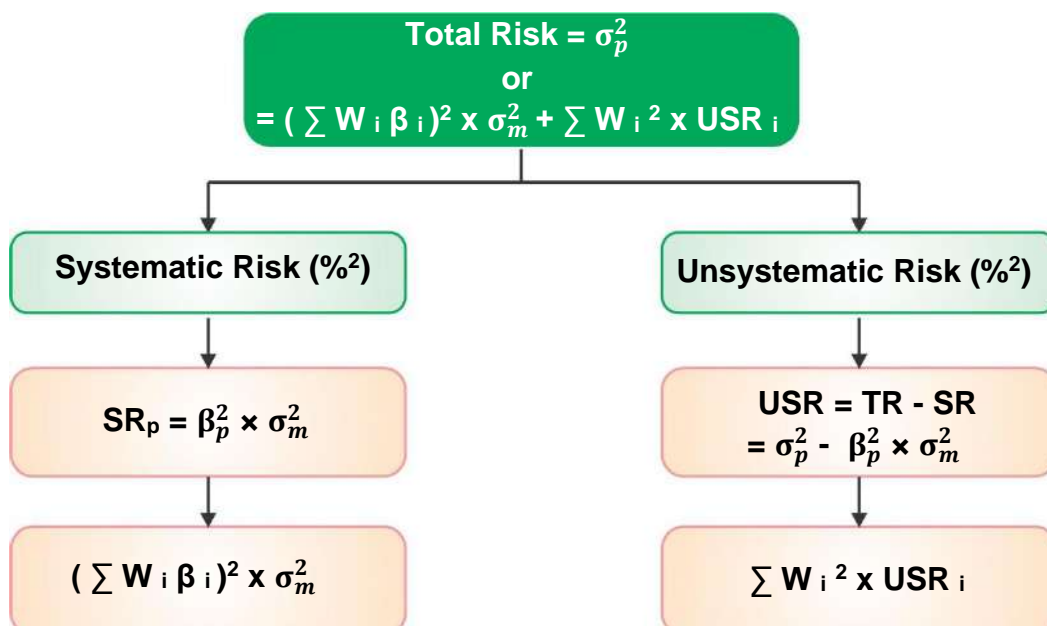 Total Risk = σ²ₚ
or
= ( ∑ W i β i)² x σ²ₘ + ∑ W i ² x USR i
Systematic Risk (%²)
Unsystematic Risk (%²)
SRₚ = β²ₚ × σ²ₘ
USR = TR - SR
= σ²ₚ - β²ₚ × σ²ₘ
( ∑ W i β i)² x σ²ₘ
∑ W i ² x USR i